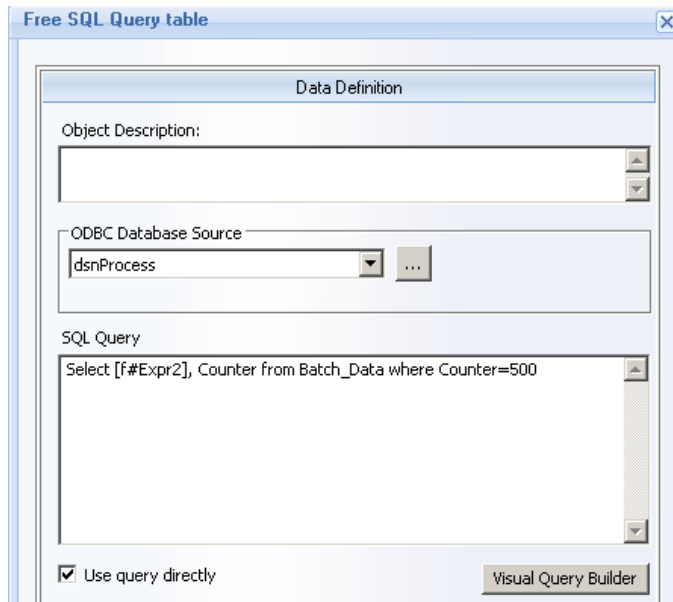 Free SQL Query table
Data Definition
Object Description:
ODBC Database Source
dsnProcess
...
SQL Query
Select [f#Expr2], Counter from Batch_Data where Counter=500
Use query directly
Visual Query Builder